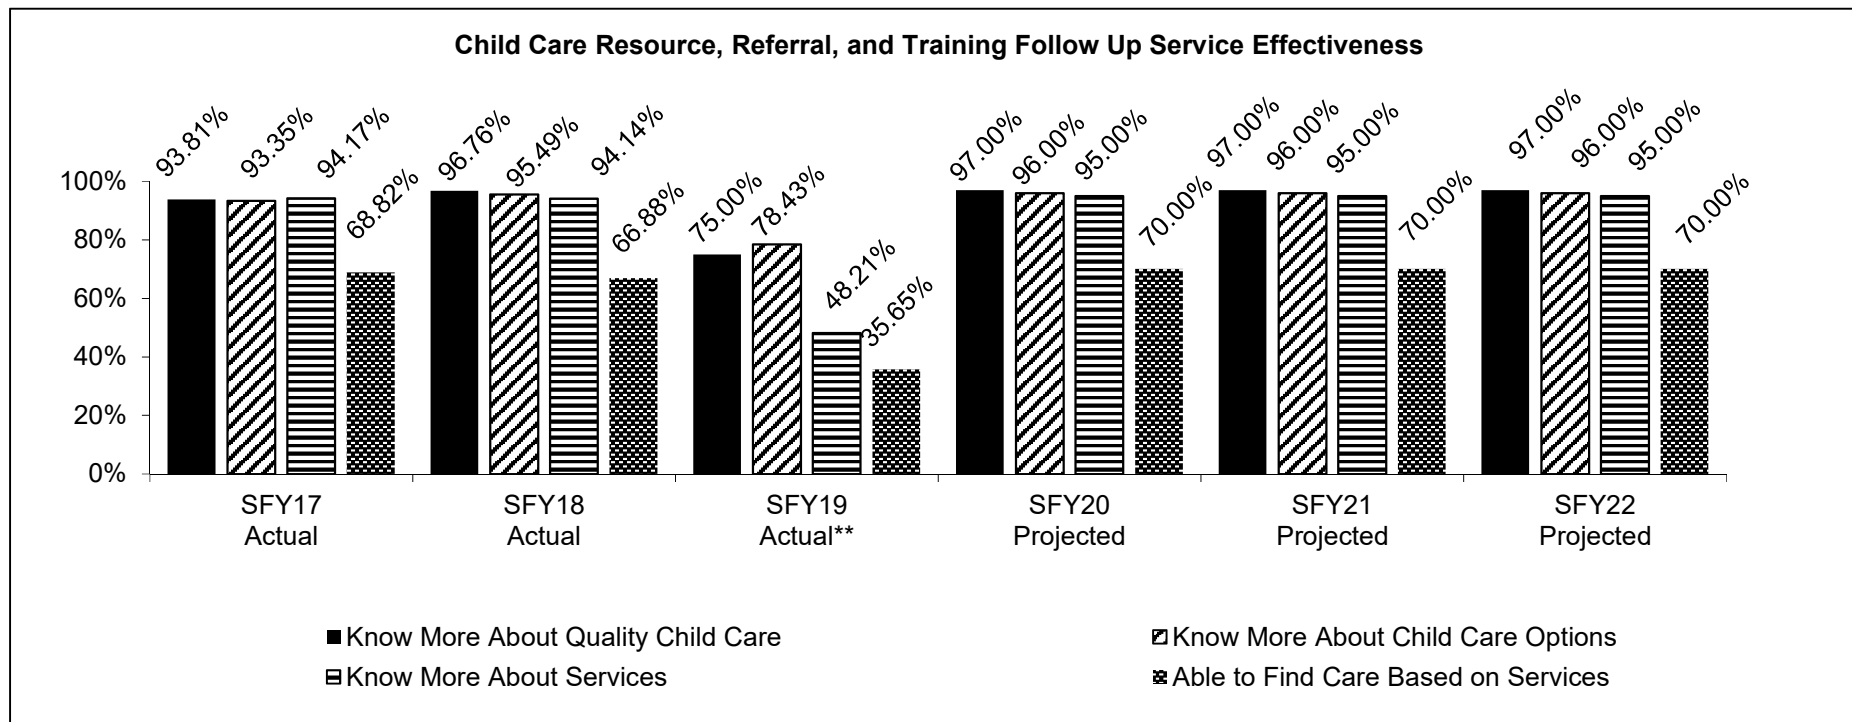 Child Care Resource, Referral, and Training Follow Up Service Effectiveness
93.81% 93.35% 94.17% 68.82% 96.76% 95.49% 94.14% 66.88% 75.00% 78.43% 48.21% 35.65% 97.00% 96.00% 95.00% 70.00% 97.00% 96.00% 95.00% 70.00% 97.00% 96.00% 95.00% 70.00%
100%
80%
60%
40%
20%
0%
SFY17 SFY18 SFY19 SFY20 SFY21 SFY22
Actual Actual Actual** Projected Projected Projected
Know More About Quality Child Care Know More About Child Care Options
Know More About Services Able to Find Care Based on Services